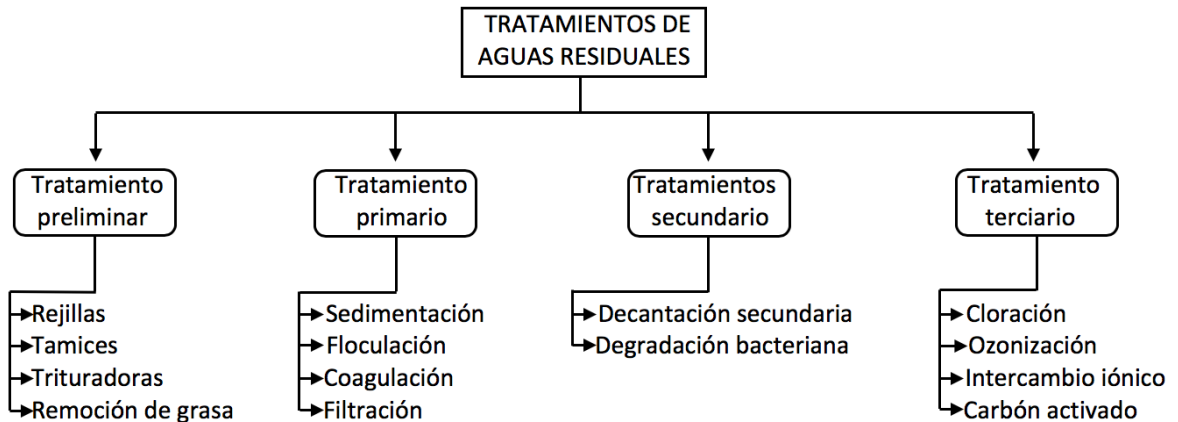 TRATAMIENTOS DE
AGUAS RESIDUALES
Tratamiento
preliminar
Rejillas
Tamices
Trituradoras
Remoción de grasa
Tratamiento
primario
Sedimentación
Floculación
Coagulación
Filtración
Tratamientos
secundario
Decantación secundaria
Degradación bacteriana
Tratamiento
terciario
Cloración
Ozonización
Intercambio iónico
Carbón activado